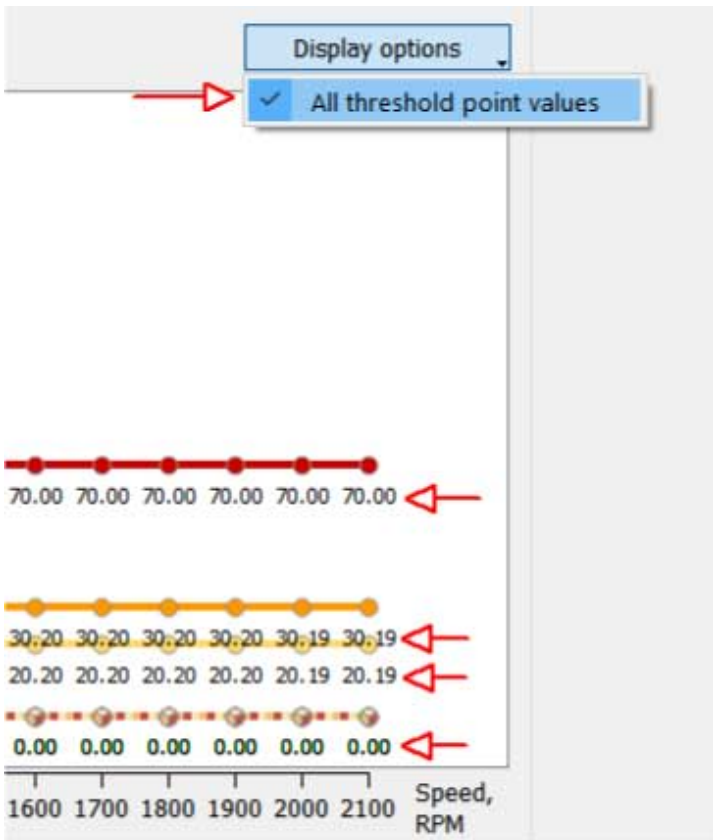 Display options
All threshold point values
70.00 70.00 70.00 70.00 70.00 70.00
30.20 30.20 30.20 30.20 30.19 30.19
20.20 20.20 20.20 20.20 20.19 20.19
0.00 0.00 0.00 0.00 0.00 0.00
1600 1700 1800 1900 2000 2100 Speed,
RPM